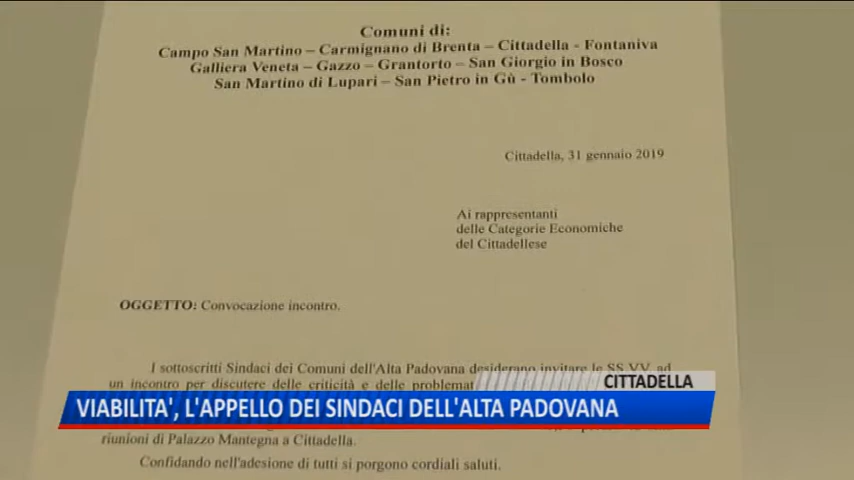 Comuni di:
Campo San Martino – Carmignano di Brenta – Cittadella - Fontaniva
Galliera Veneta – Gazzo – Grantorto – San Giorgio in Bosco
San Martino di Lupari – San Pietro in Gù - Tombolo
Cittadella, 31 gennaio 2019
Ai rappresentanti
delle Categorie Economiche
del Cittadellese
OGGETTO: Convocazione incontro.
I sottoscritti Sindaci dei Comuni dell'Alta Padovana desiderano invitare le SS.VV. ad
un incontro per discutere delle criticità e delle
CITTADELLA
VIABILITA', L'APPELLO DEI SINDACI DELL'ALTA PADOVANA
riunioni di Palazzo Mantegna a Cittadella.
Confidando nell'adesione di tutti si porgono cordiali saluti.